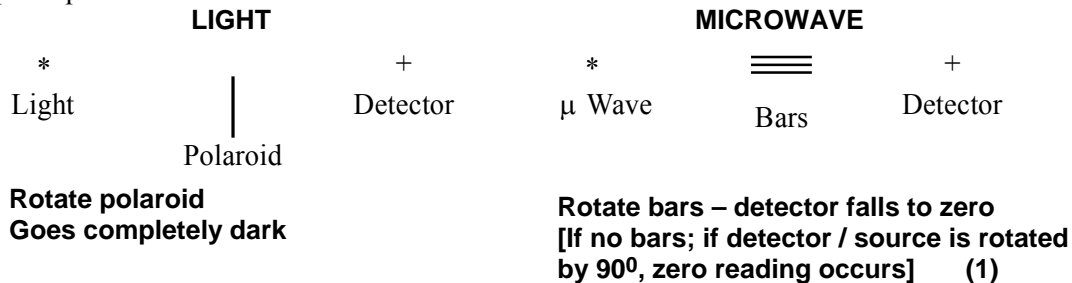 LIGHT MICROWAVE
* + * +
Light Detector μ Wave Bars Detector
Polaroid
Rotate polaroid
Goes completely dark
Rotate bars – detector falls to zero
[If no bars; if detector / source is rotated
by 90⁰, zero reading occurs] (1)